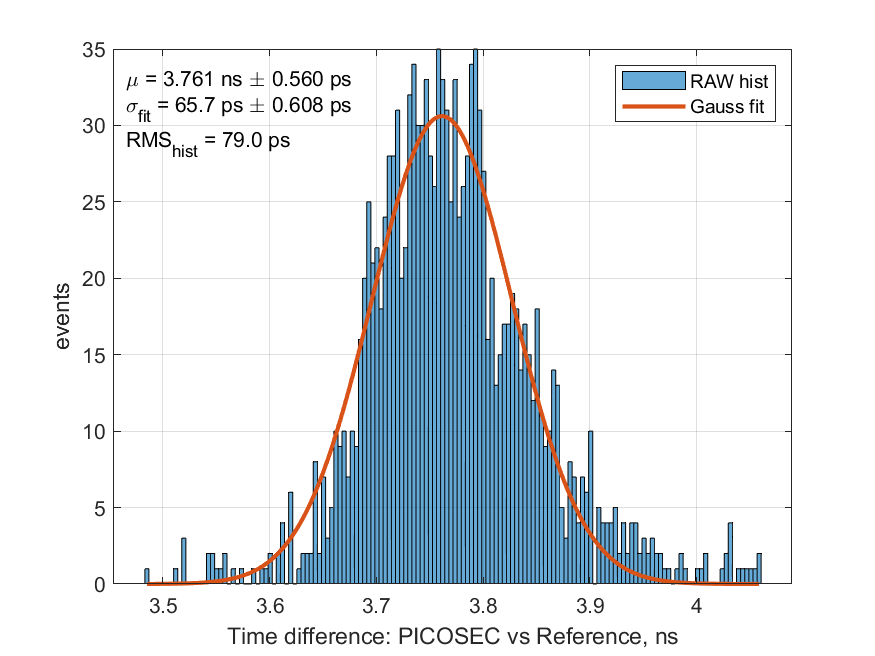 35
30
25
20
15
10
5
0
μ = 3.761 ns ± 0.560 ps
σfit = 65.7 ps ± 0.608 ps
RMShist = 79.0 ps
RAW hist
Gauss fit
events
3.5 3.6 3.7 3.8 3.9 4
Time difference: PICOSEC vs Reference, ns